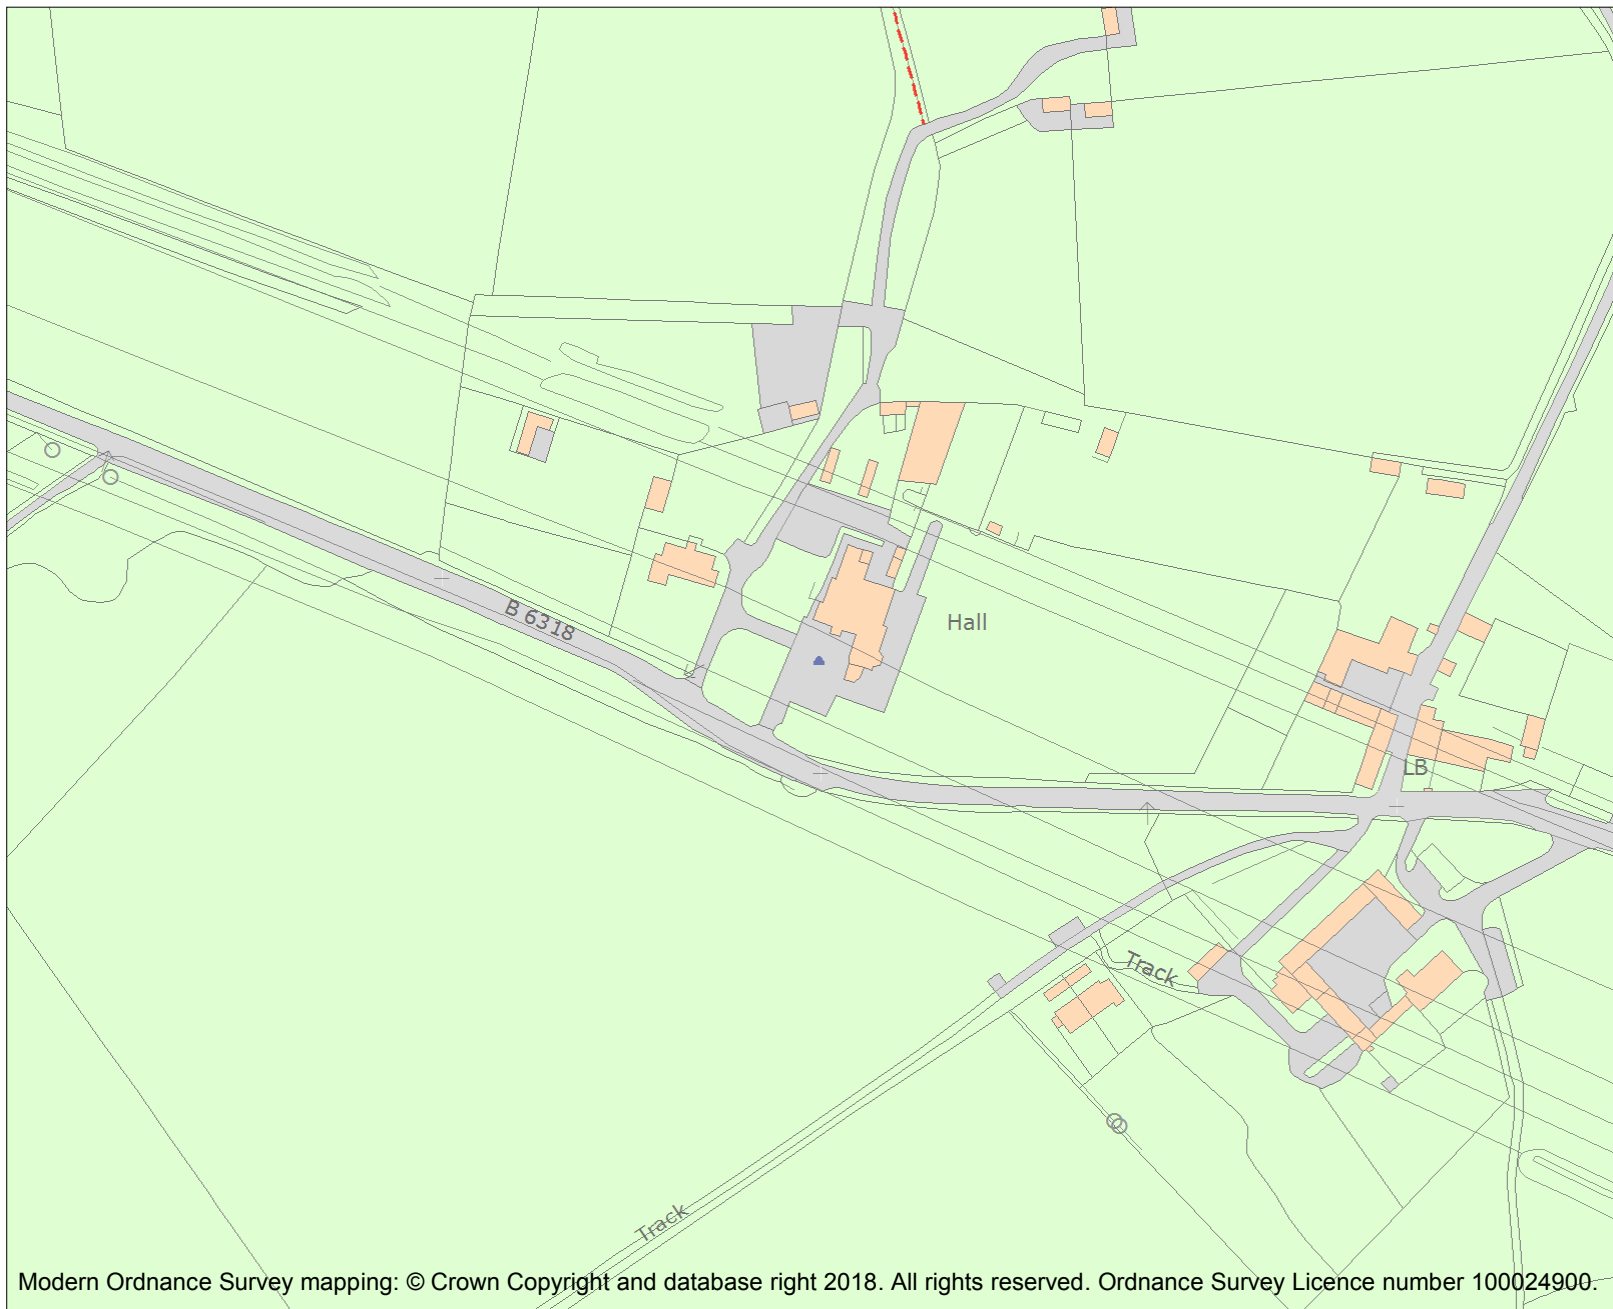 B 6318
Hall
LB
Track
Track
Modern Ordnance Survey mapping: © Crown Copyright and database right 2018. All rights reserved. Ordnance Survey Licence number 100024900.